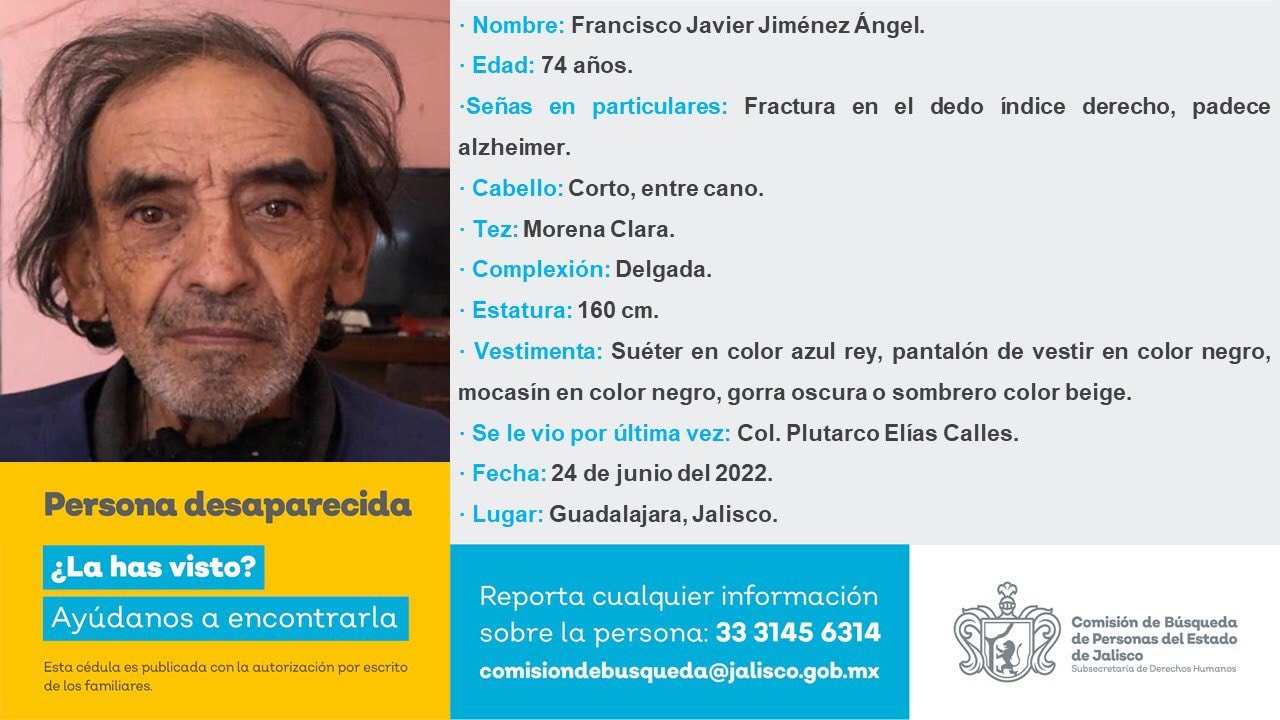 · Nombre: Francisco Javier Jiménez Ángel.
· Edad: 74 años.
·Señas en particulares: Fractura en el dedo índice derecho, padece
alzheimer.
· Cabello: Corto, entre cano.
· Tez: Morena Clara.
· Complexión: Delgada.
· Estatura: 160 cm.
· Vestimenta: Suéter en color azul rey, pantalón de vestir en color negro,
mocasín en color negro, gorra oscura o sombrero color beige.
· Se le vio por última vez: Col. Plutarco Elías Calles.
· Fecha: 24 de junio del 2022.
· Lugar: Guadalajara, Jalisco.
Persona desaparecida
¿La has visto?
Ayúdanos a encontrarla
Esta cédula es publicada con la autorización por escrito
de los familiares.
Reporta cualquier información
sobre la persona: 33 3145 6314
comisiondebusqueda@jalisco.gob.mx
Comisión de Búsqueda
de Personas del Estado
de Jalisco
Subsecretaría de Derechos Humanos